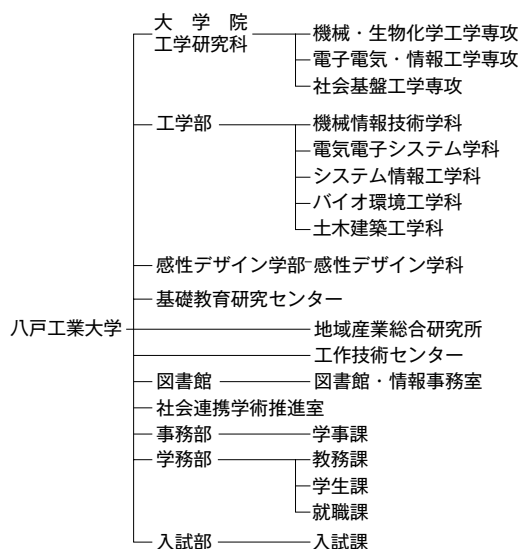 大学院
工学研究科
機械・生物化学工学専攻
電子電気・情報工学専攻
社会基盤工学専攻
工学部
機械情報技術学科
電気電子システム学科
システム情報工学科
バイオ環境工学科
土木建築工学科
感性デザイン学部 感性デザイン学科
基礎教育研究センター
八戸工業大学
地域産業総合研究所
工作技術センター
図書館
図書館・情報事務室
社会連携学術推進室
事務部
学事課
学務部
教務課
学生課
就職課
入試部
入試課